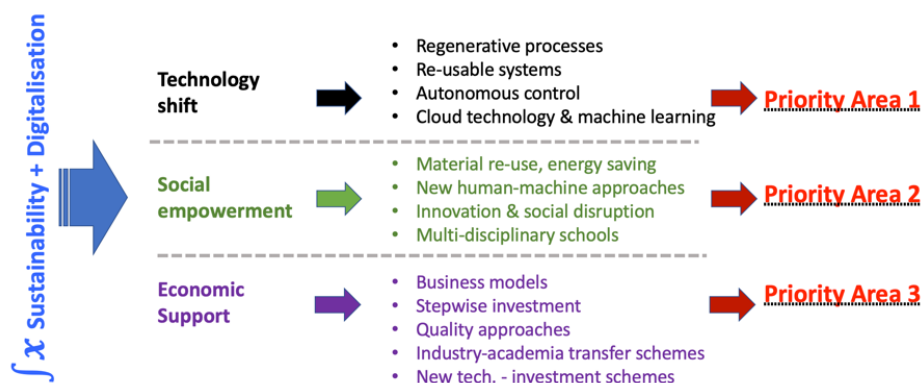 ∫ x Sustainability + Digitalisation
Technology
shift
• Regenerative processes
• Re-usable systems
• Autonomous control
• Cloud technology & machine learning
Priority Area 1
Social
empowerment
• Material re-use, energy saving
• New human-machine approaches
• Innovation & social disruption
• Multi-disciplinary schools
Priority Area 2
Economic
Support
• Business models
• Stepwise investment
• Quality approaches
• Industry-academia transfer schemes
• New tech. - investment schemes
Priority Area 3